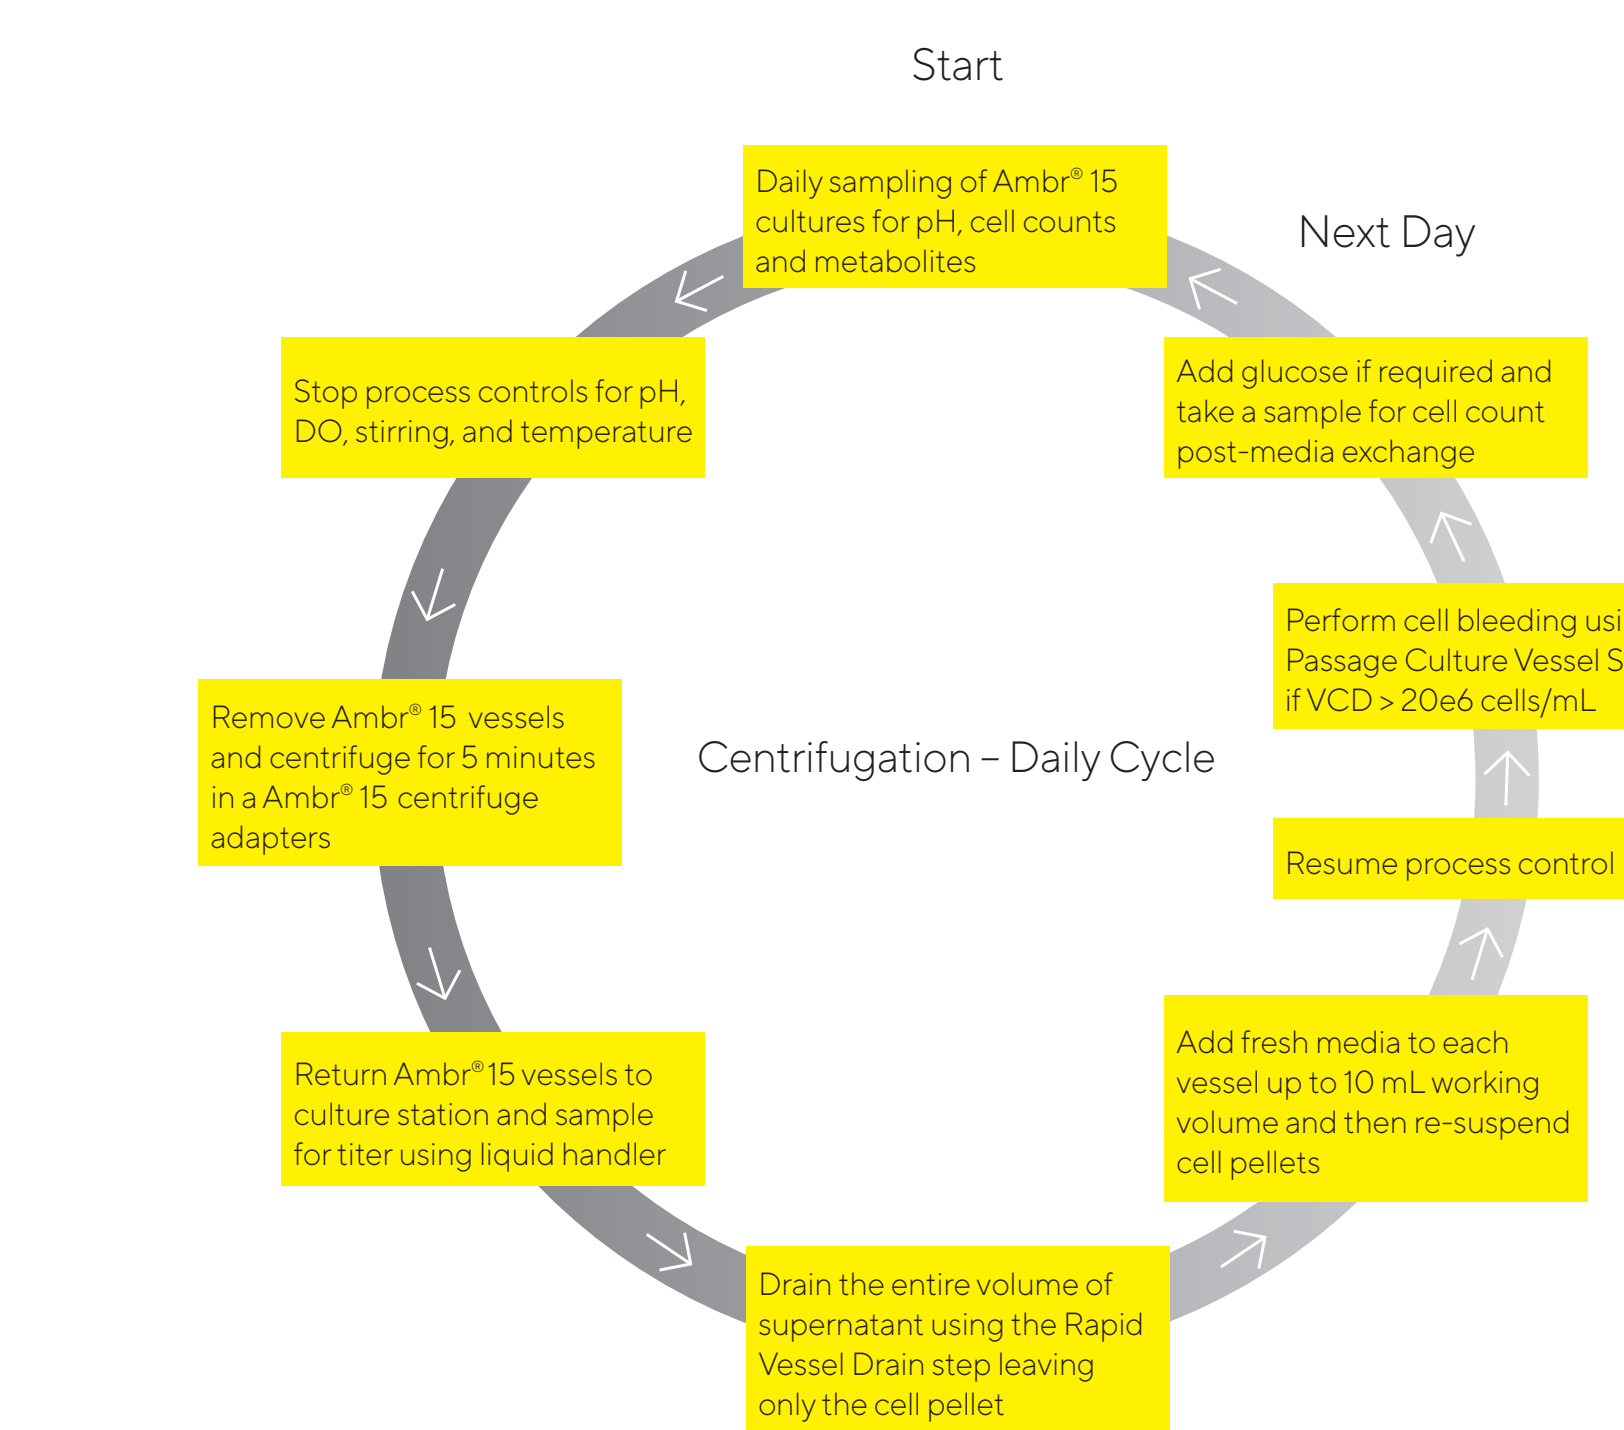 Start
Daily sampling of Ambr® 15
cultures for pH, cell counts
and metabolites
Next Day
Stop process controls for pH,
DO, stirring, and temperature
Remove Ambr® 15 vessels
and centrifuge for 5 minutes
in a Ambr® 15 centrifuge
adapters
Return Ambr® 15 vessels to
culture station and sample
for titer using liquid handler
Drain the entire volume of
supernatant using the Rapid
Vessel Drain step leaving
only the cell pellet
Add fresh media to each
vessel up to 10 mL working
volume and then re-suspend
cell pellets
Resume process control
Perform cell bleeding
Passage Culture Vessel
if VCD > 20e6 cells/mL
Add glucose if required and
take a sample for cell count
post-media exchange
Centrifugation – Daily Cycle